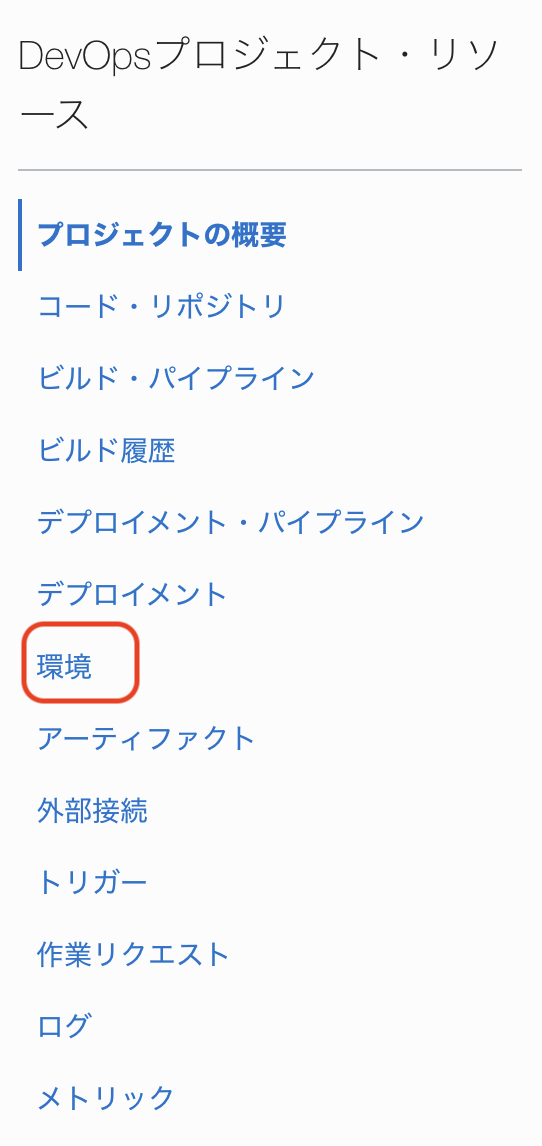 DevOpsプロジェクト・リソ
ース
プロジェクトの概要
コード・リポジトリ
ビルド・パイプライン
ビルド履歴
デプロイメント・パイプライン
デプロイメント
環境
アーティファクト
外部接続
トリガー
作業リクエスト
ログ
メトリック